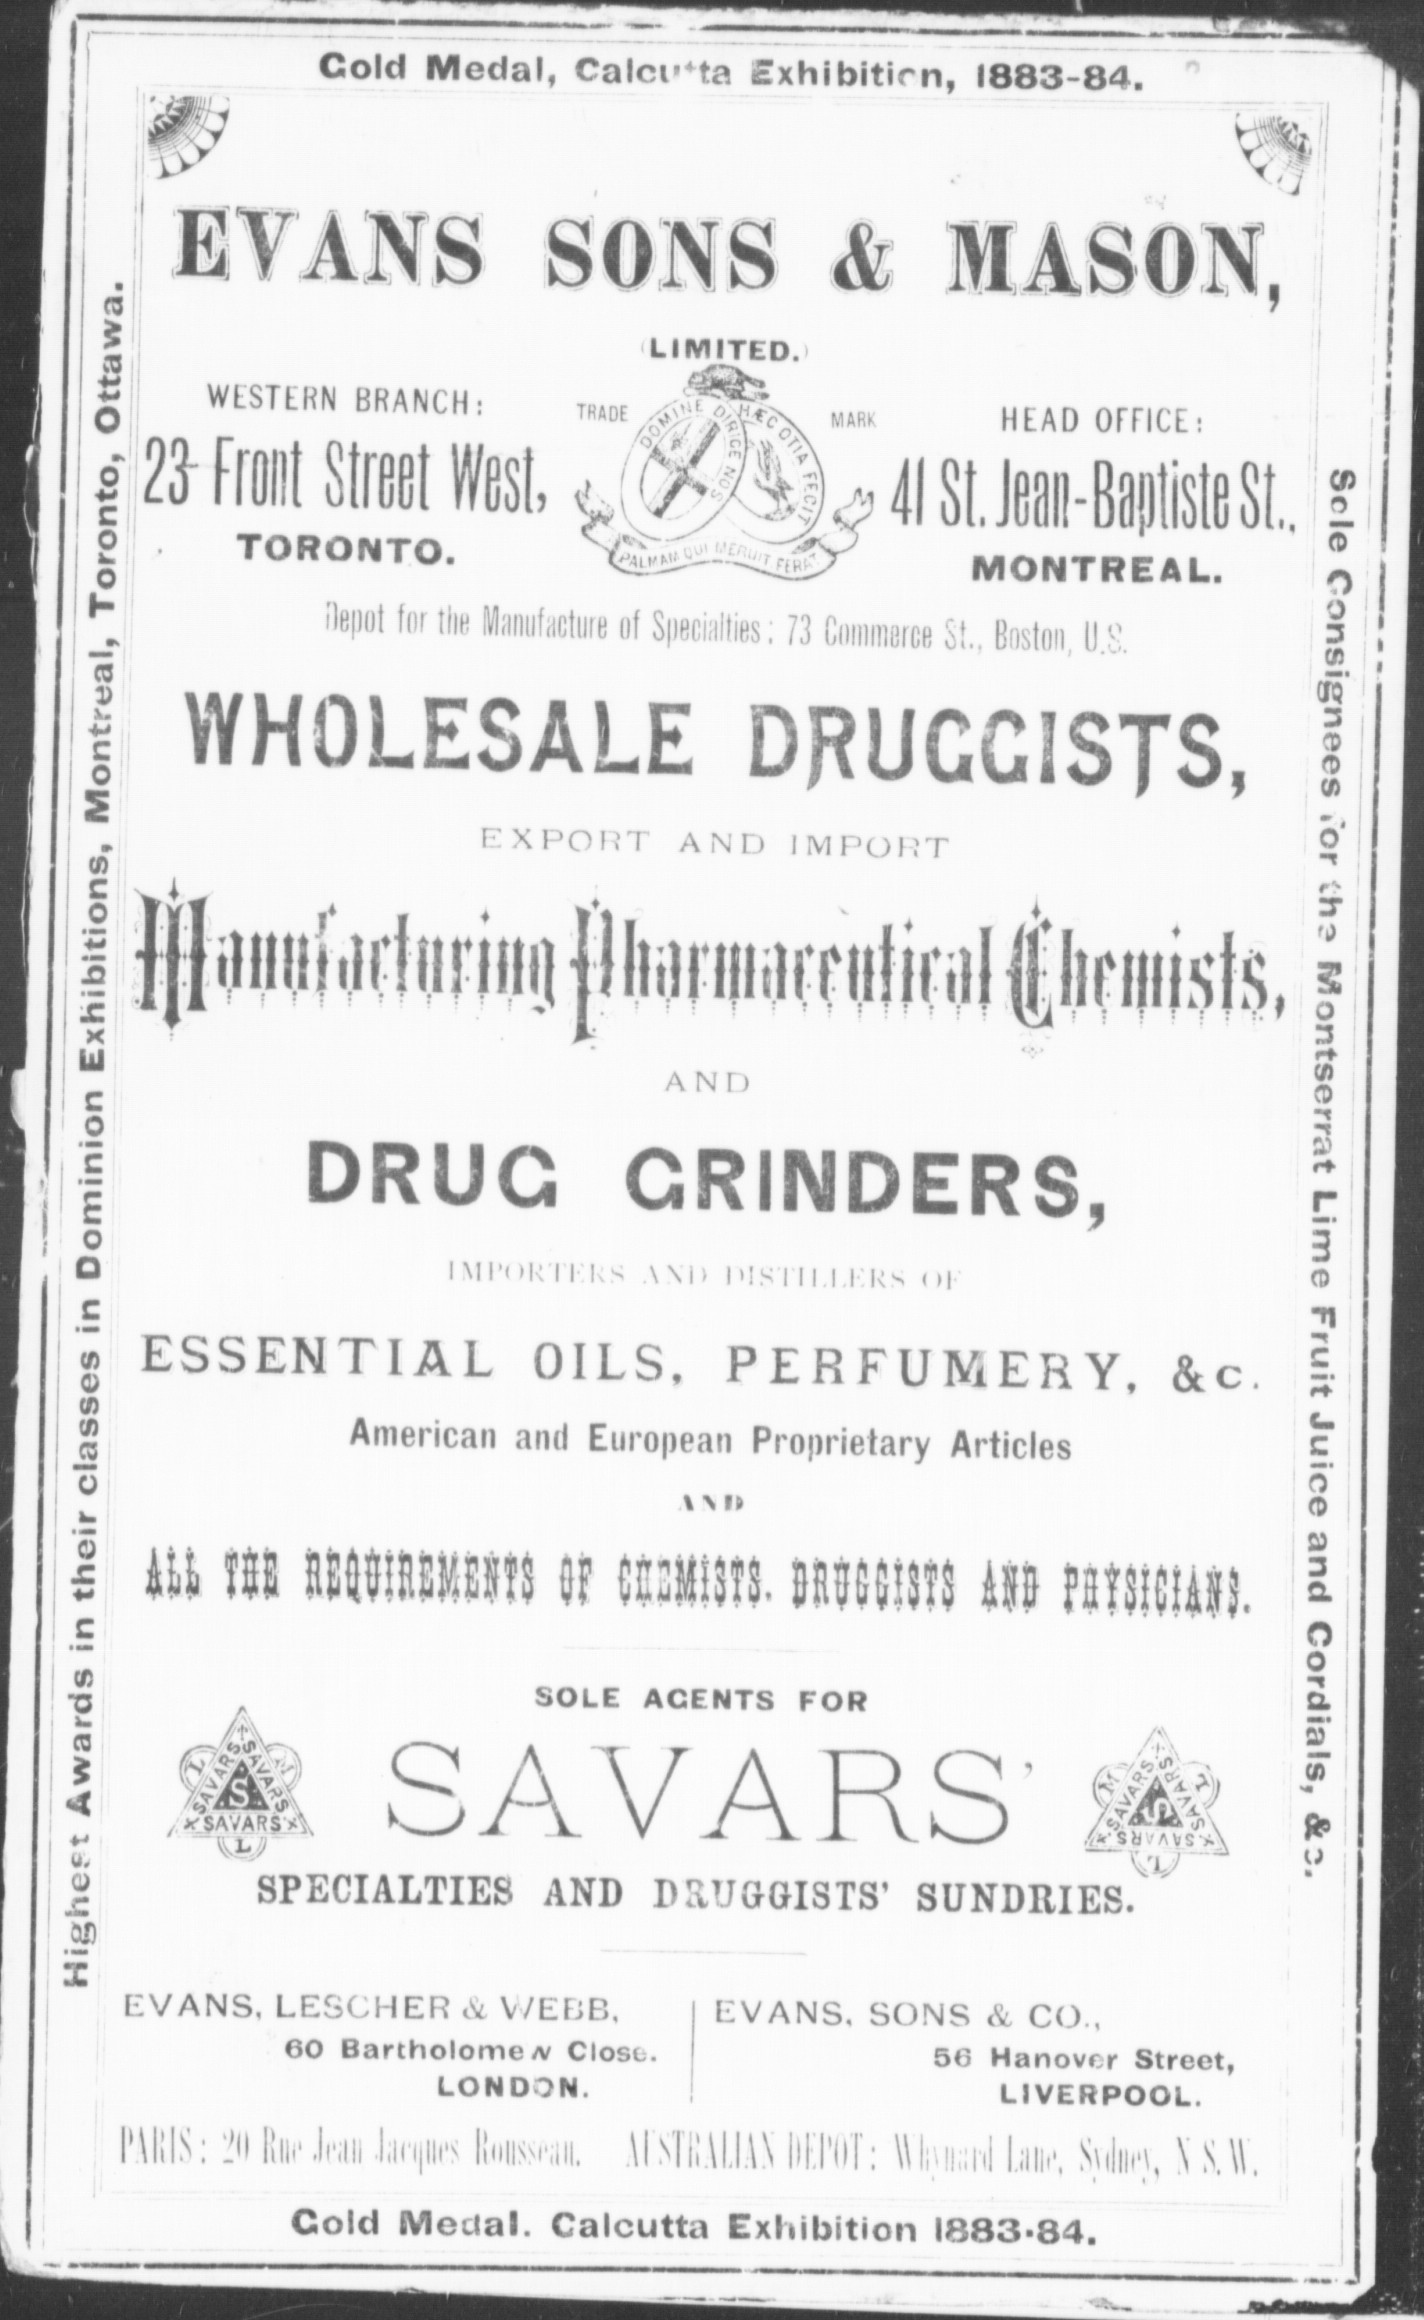 Gold Medal, Calcutta Exhibition, 1883-84.
Highest Awards in their classes in Dominion Exhibitions, Montreal, Toronto, Ottawa.
EVANS SONS & MASON,
(LIMITED.)
WESTERN BRANCH:
23 Front Street West,
TORONTO.
TRADE MARK
DOMINE DIRIGE NOS
HÆC OTIA FECIT
PALMAM QUI MERUIT FERAT
HEAD OFFICE:
41 St. Jean-Baptiste St.,
MONTREAL.
Depot for the Manufacture of Specialties: 73 Commerce St., Boston, U.S.
WHOLESALE DRUGGISTS,
EXPORT AND IMPORT
Manufacturing Pharmaceutical Chemists,
AND
DRUG GRINDERS,
IMPORTERS AND DISTILLERS OF
ESSENTIAL OILS, PERFUMERY, &c.
American and European Proprietary Articles
AND
ALL THE REQUIREMENTS OF CHEMISTS, DRUGGISTS AND PHYSICIANS.
SOLE AGENTS FOR
SAVARS'
L M
SAVARS SAVARS
S
SAVARS
L
M L
SAVARS SAVARS
S
SAVARS
L
SPECIALTIES AND DRUGGISTS' SUNDRIES.
EVANS, LESCHER & WEBB,
60 Bartholomew Close.
LONDON.
EVANS, SONS & CO.,
56 Hanover Street,
LIVERPOOL.
PARIS: 20 Rue Jean Jacques Rousseau. AUSTRALIAN DEPOT: Whynard Lane, Sydney, N.S.W.
Gold Medal. Calcutta Exhibition 1883-84.
Sole Consignees for the Montserrat Lime Fruit Juice and Cordials, &c.